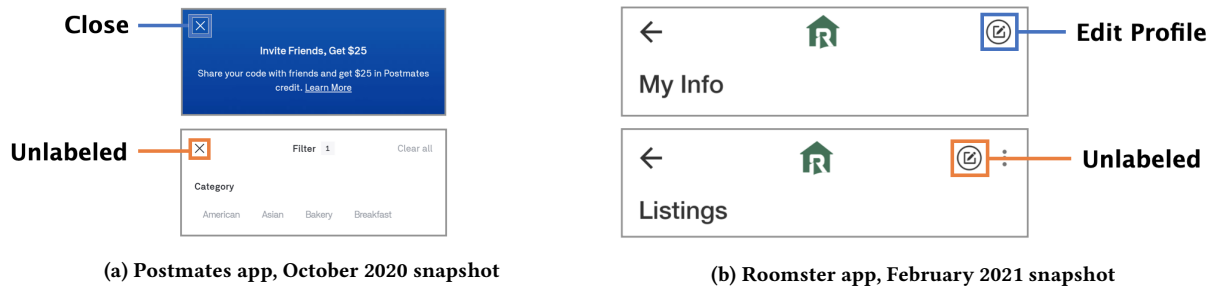 Close
Invite Friends, Get $25
Share your code with friends and get $25 in Postmates
credit. Learn More
Unlabeled
Filter 1 Clear all
Category
American Asian Bakery Breakfast
(a) Postmates app, October 2020 snapshot
R
Edit Profile
My Info
R
Unlabeled
Listings
(b) Roomster app, February 2021 snapshot